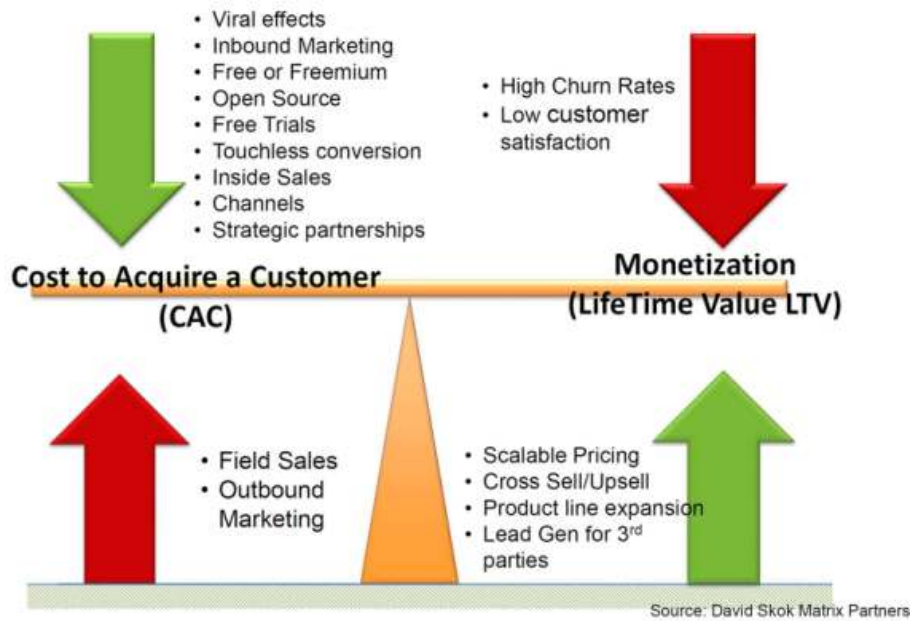 • Viral effects
• Inbound Marketing
• Free or Freemium
• Open Source
• Free Trials
• Touchless conversion
• Inside Sales
• Channels
• Strategic partnerships
• High Churn Rates
• Low customer
satisfaction
Cost to Acquire a Customer
(CAC)
Monetization
(LifeTime Value LTV)
• Field Sales
• Outbound
Marketing
• Scalable Pricing
• Cross Sell/Upsell
• Product line expansion
• Lead Gen for 3rd
parties
Source: David Skok Matrix Partners